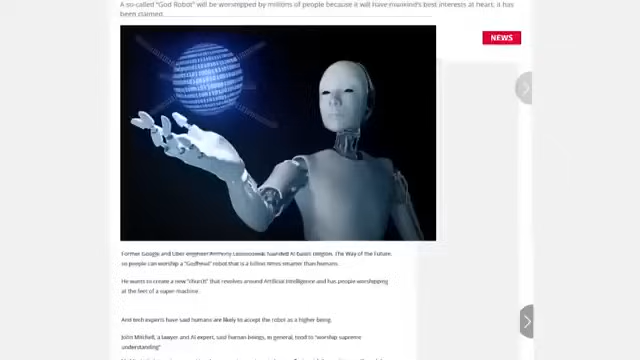 A so-called "God Robot" will be worshipped by millions of people because it will have mankind's best interests at heart, it has
been claimed
NEWS
Former Google and Uber engineer Anthony founded AI based religion, The Way of the Future,
so people can worship a "Godhead" robot that is a billion times smarter than humans.
He wants to create a new "church" that revolves around Artificial Intelligence and has people worshipping
at the feet of a super-machine.
And tech experts have said humans are likely to accept the robot as a higher being.
John Mitchell, a lawyer and AI expert, said human beings, in general, tend to "worship supreme
understanding"